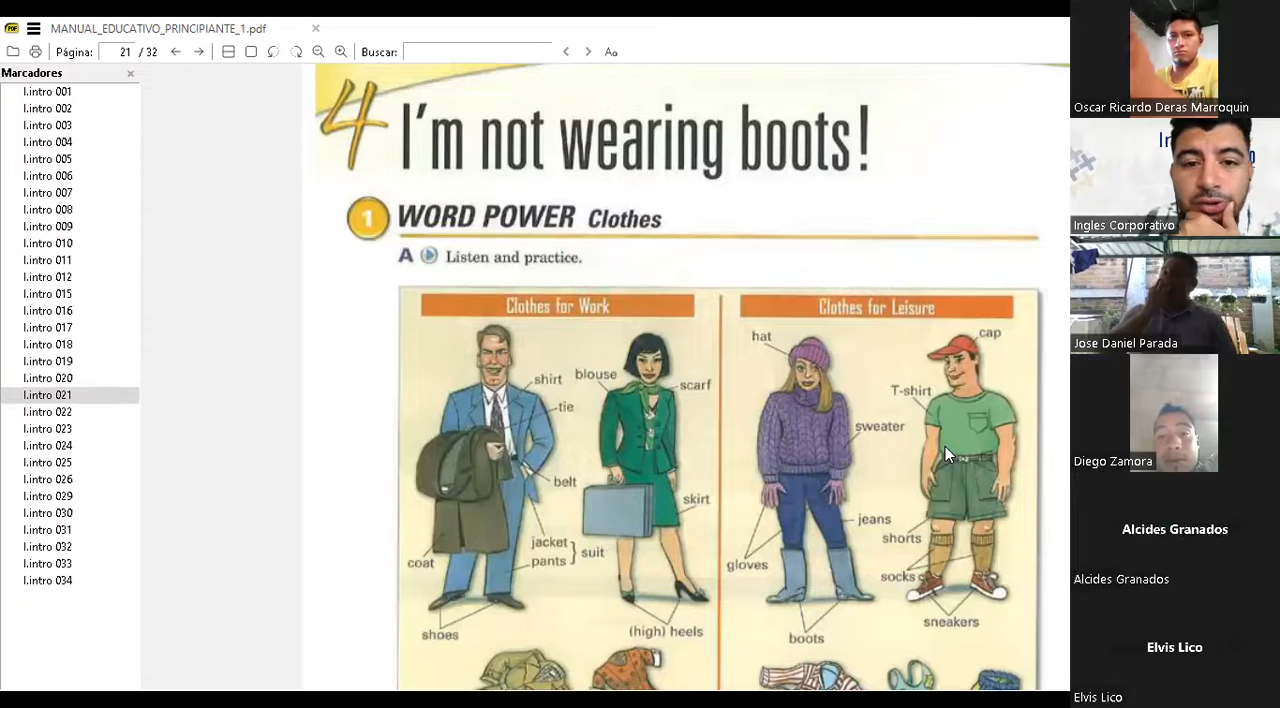 MANUAL_EDUCATIVO_PRINCIPIANTE_1.pdf
Página: 21 / 32 Buscar: Aa
Marcadores
I.intro 001
I.intro 002
I.intro 003
I.intro 004
I.intro 005
I.intro 006
I.intro 007
I.intro 008
I.intro 009
I.intro 010
I.intro 011
I.intro 012
I.intro 015
I.intro 016
I.intro 017
I.intro 018
I.intro 019
I.intro 020
I.intro 021
I.intro 022
I.intro 023
I.intro 024
I.intro 025
I.intro 026
I.intro 029
I.intro 030
I.intro 031
I.intro 032
I.intro 033
I.intro 034
4 I'm not wearing boots!
1 WORD POWER Clothes
A Listen and practice.
Clothes for Work
shirt
blouse
scarf
tie
belt
skirt
jacket
pants
suit
coat
shoes
(high) heels
Clothes for Leisure
hat
cap
T-shirt
sweater
jeans
shorts
gloves
socks
sneakers
boots
Oscar Ricardo Deras Marroquin
Ingles Corporativo
Jose Daniel Parada
Diego Zamora
Alcides Granados
Alcides Granados
Elvis Lico
Elvis Lico